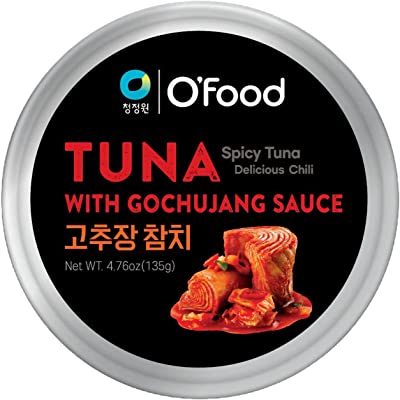 청정원
O'Food
TUNA
Spicy Tuna
Delicious Chili
WITH GOCHUJANG SAUCE
고추장 참치
Net WT. 4.76oz(135g)